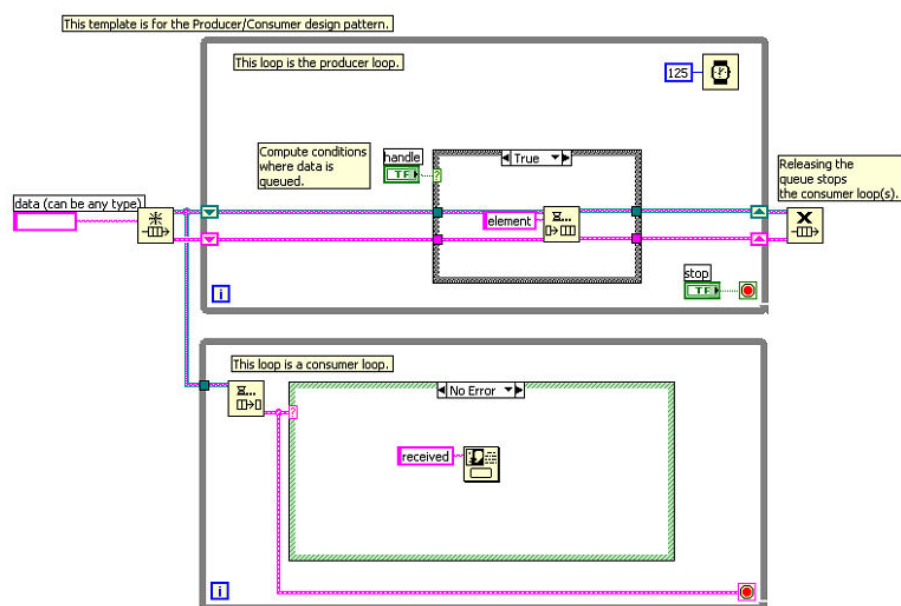 This template is for the Producer/Consumer design pattern.
This loop is the producer loop.
125
Compute conditions
where data is
queued.
handle
TF
?
True
Releasing the
queue stops
the consumer loop(s).
data (can be any type)
element
stop
TF
i
This loop is a consumer loop.
No Error
?
received
i